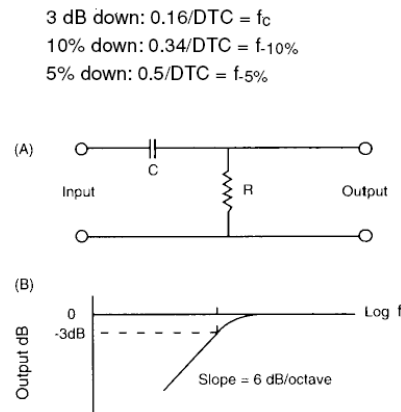 3 dB down: 0.16/DTC = fc
10% down: 0.34/DTC = f-10%
5% down: 0.5/DTC = f-5%
(A)
C
Input
R
Output
(B)
0
Log f
-3dB
Output dB
Slope = 6 dB/octave